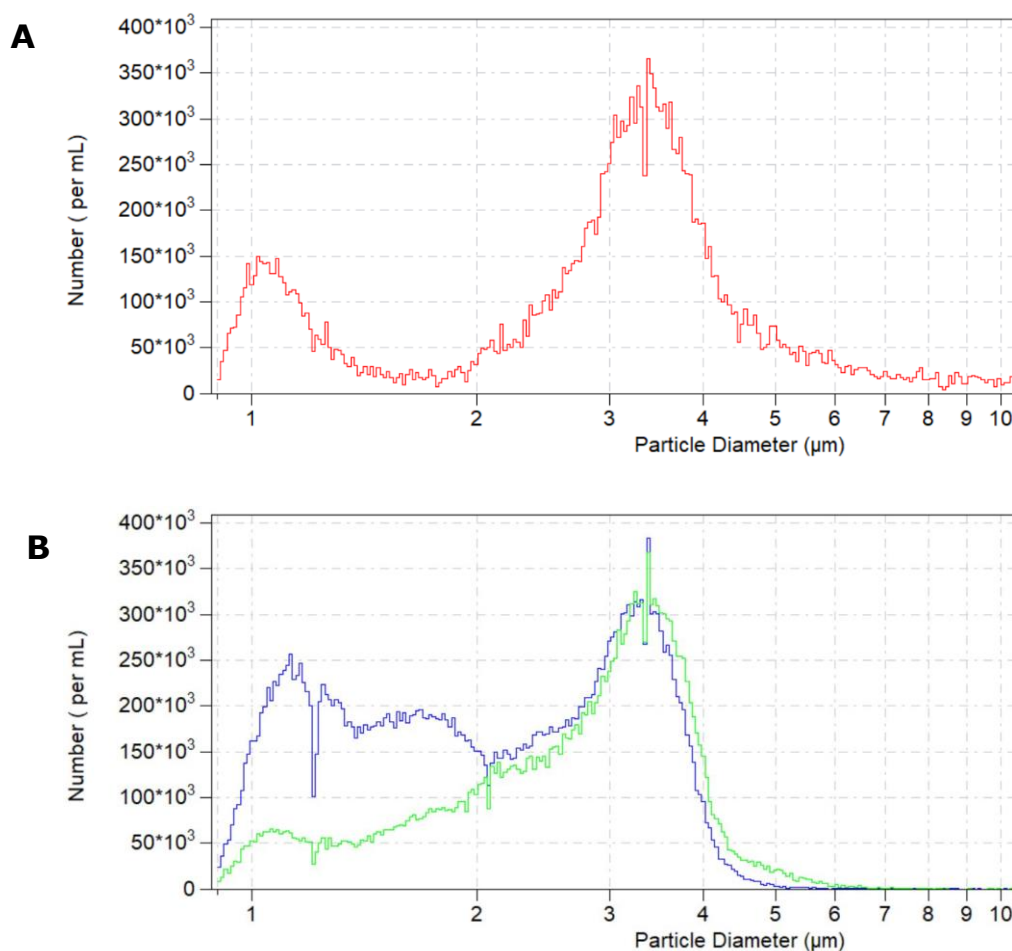 A
400*10³
350*10³
300*10³
250*10³
200*10³
150*10³
100*10³
50*10³
0
Number ( per mL)
1 2 3 4 5 6 7 8 9 10
Particle Diameter (µm)
B
400*10³
350*10³
300*10³
250*10³
200*10³
150*10³
100*10³
50*10³
0
Number ( per mL)
1 2 3 4 5 6 7 8 9 10
Particle Diameter (µm)